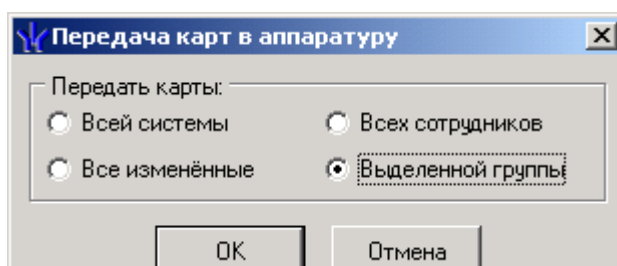 Передача карт в аппаратуру
Передать карты:
Всей системы
Всех сотрудников
Все изменённые
Выделенной группы
OK
Отмена